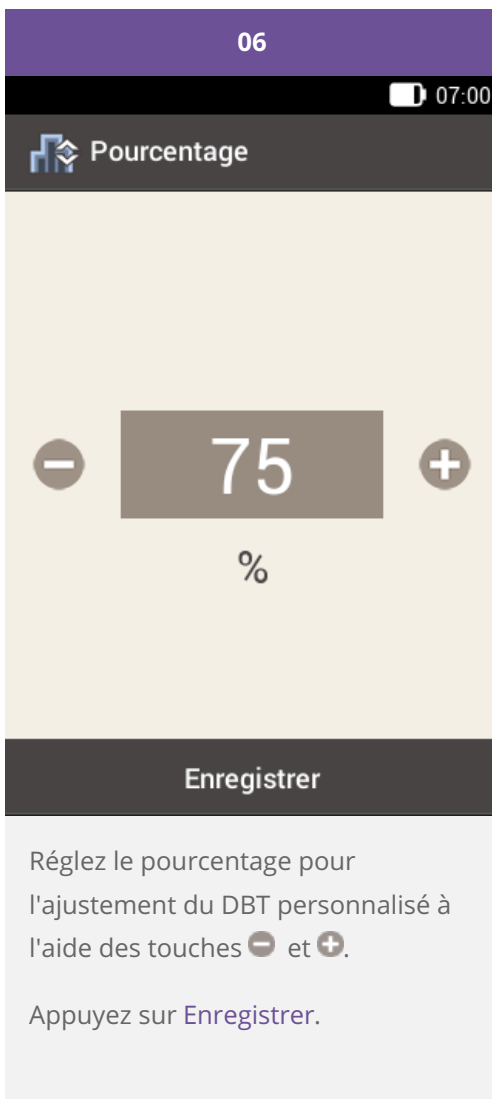 06
07:00
Pourcentage
75
%
Enregistrer
Réglez le pourcentage pour
l'ajustement du DBT personnalisé à
l'aide des touches et .
Appuyez sur Enregistrer.